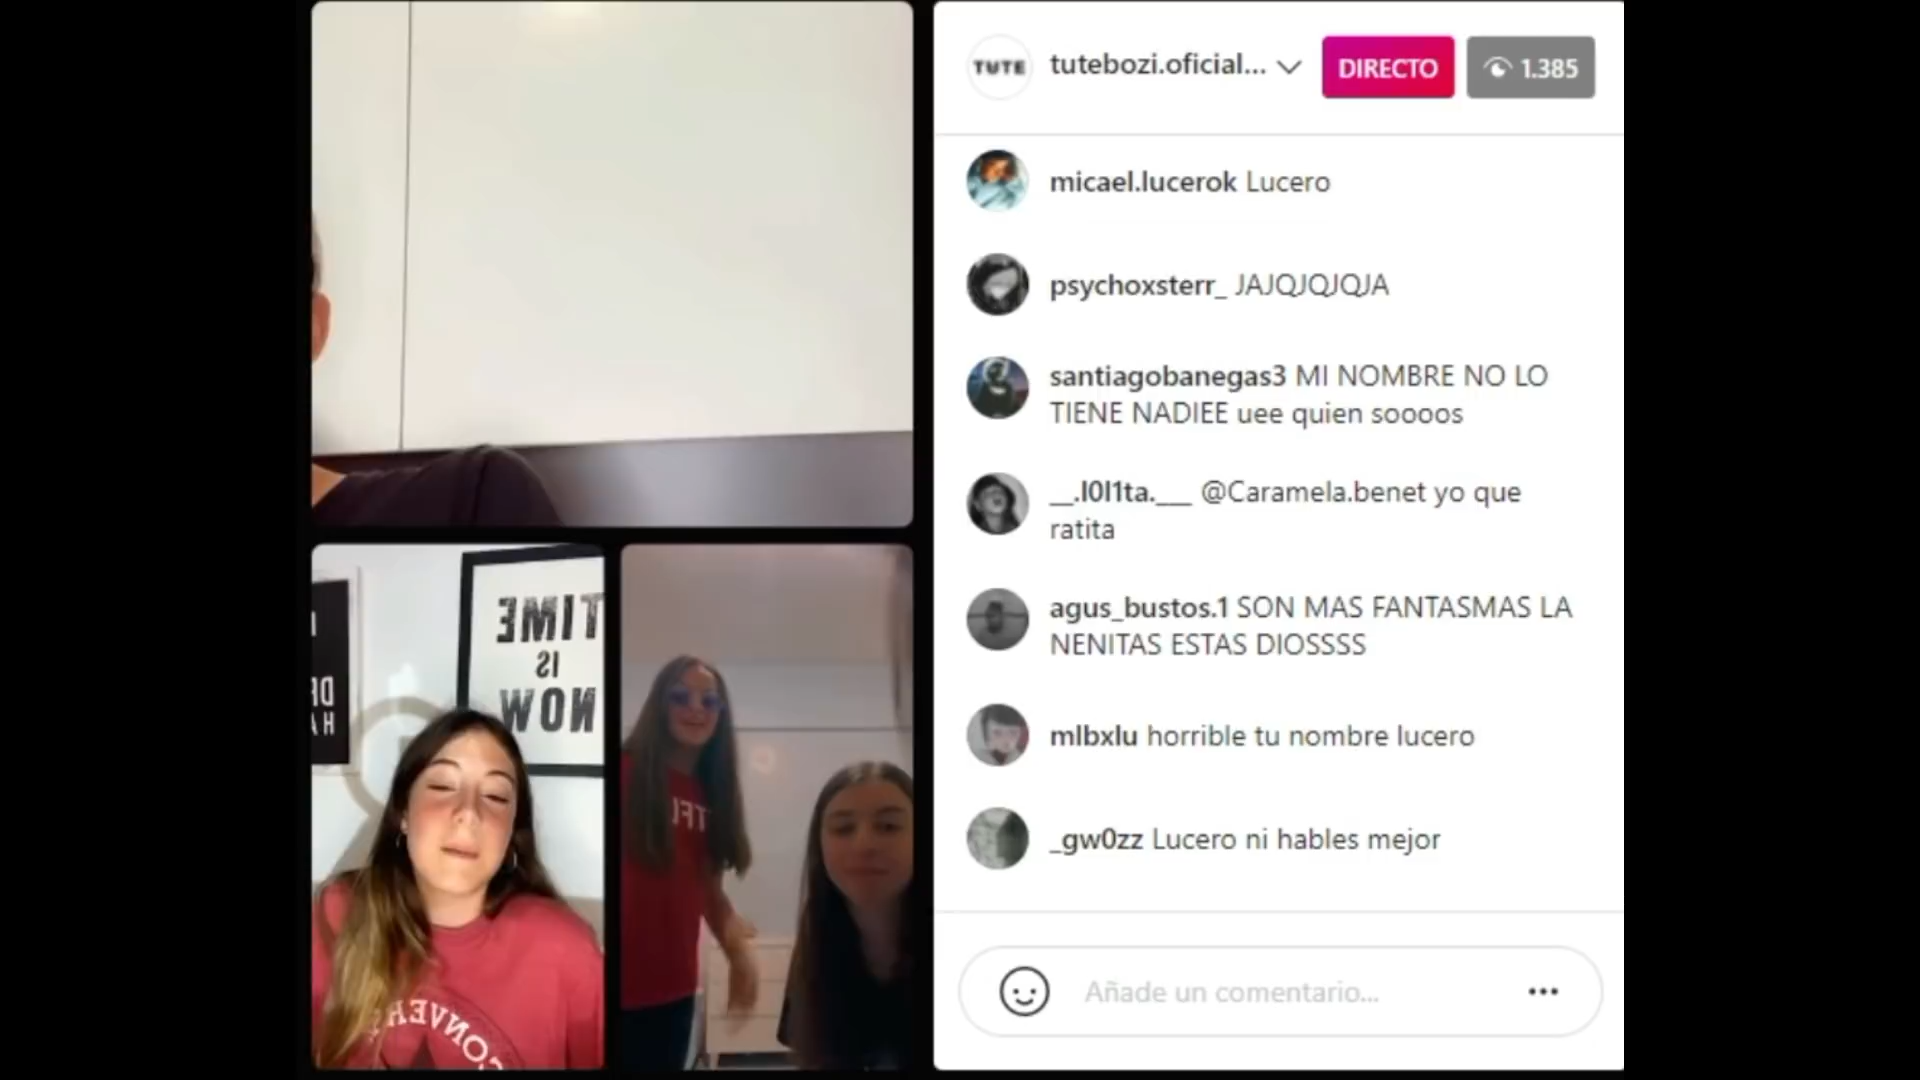 TUTE
tutebozi.oficial...
DIRECTO
1.385
micael.lucerok Lucero
psychoxsterr_ JAJQJQJQJA
santiagobanegas3 MI NOMBRE NO LO
TIENE NADIEE uee quien soooos
__.l0l1ta.___ @Caramela.benet yo que
ratita
agus_bustos.1 SON MAS FANTASMAS LA
NENITAS ESTAS DIOSSSS
mlbxlu horrible tu nombre lucero
_gw0zz Lucero ni hables mejor
Añade un comentario...
TIME
IS
NOW